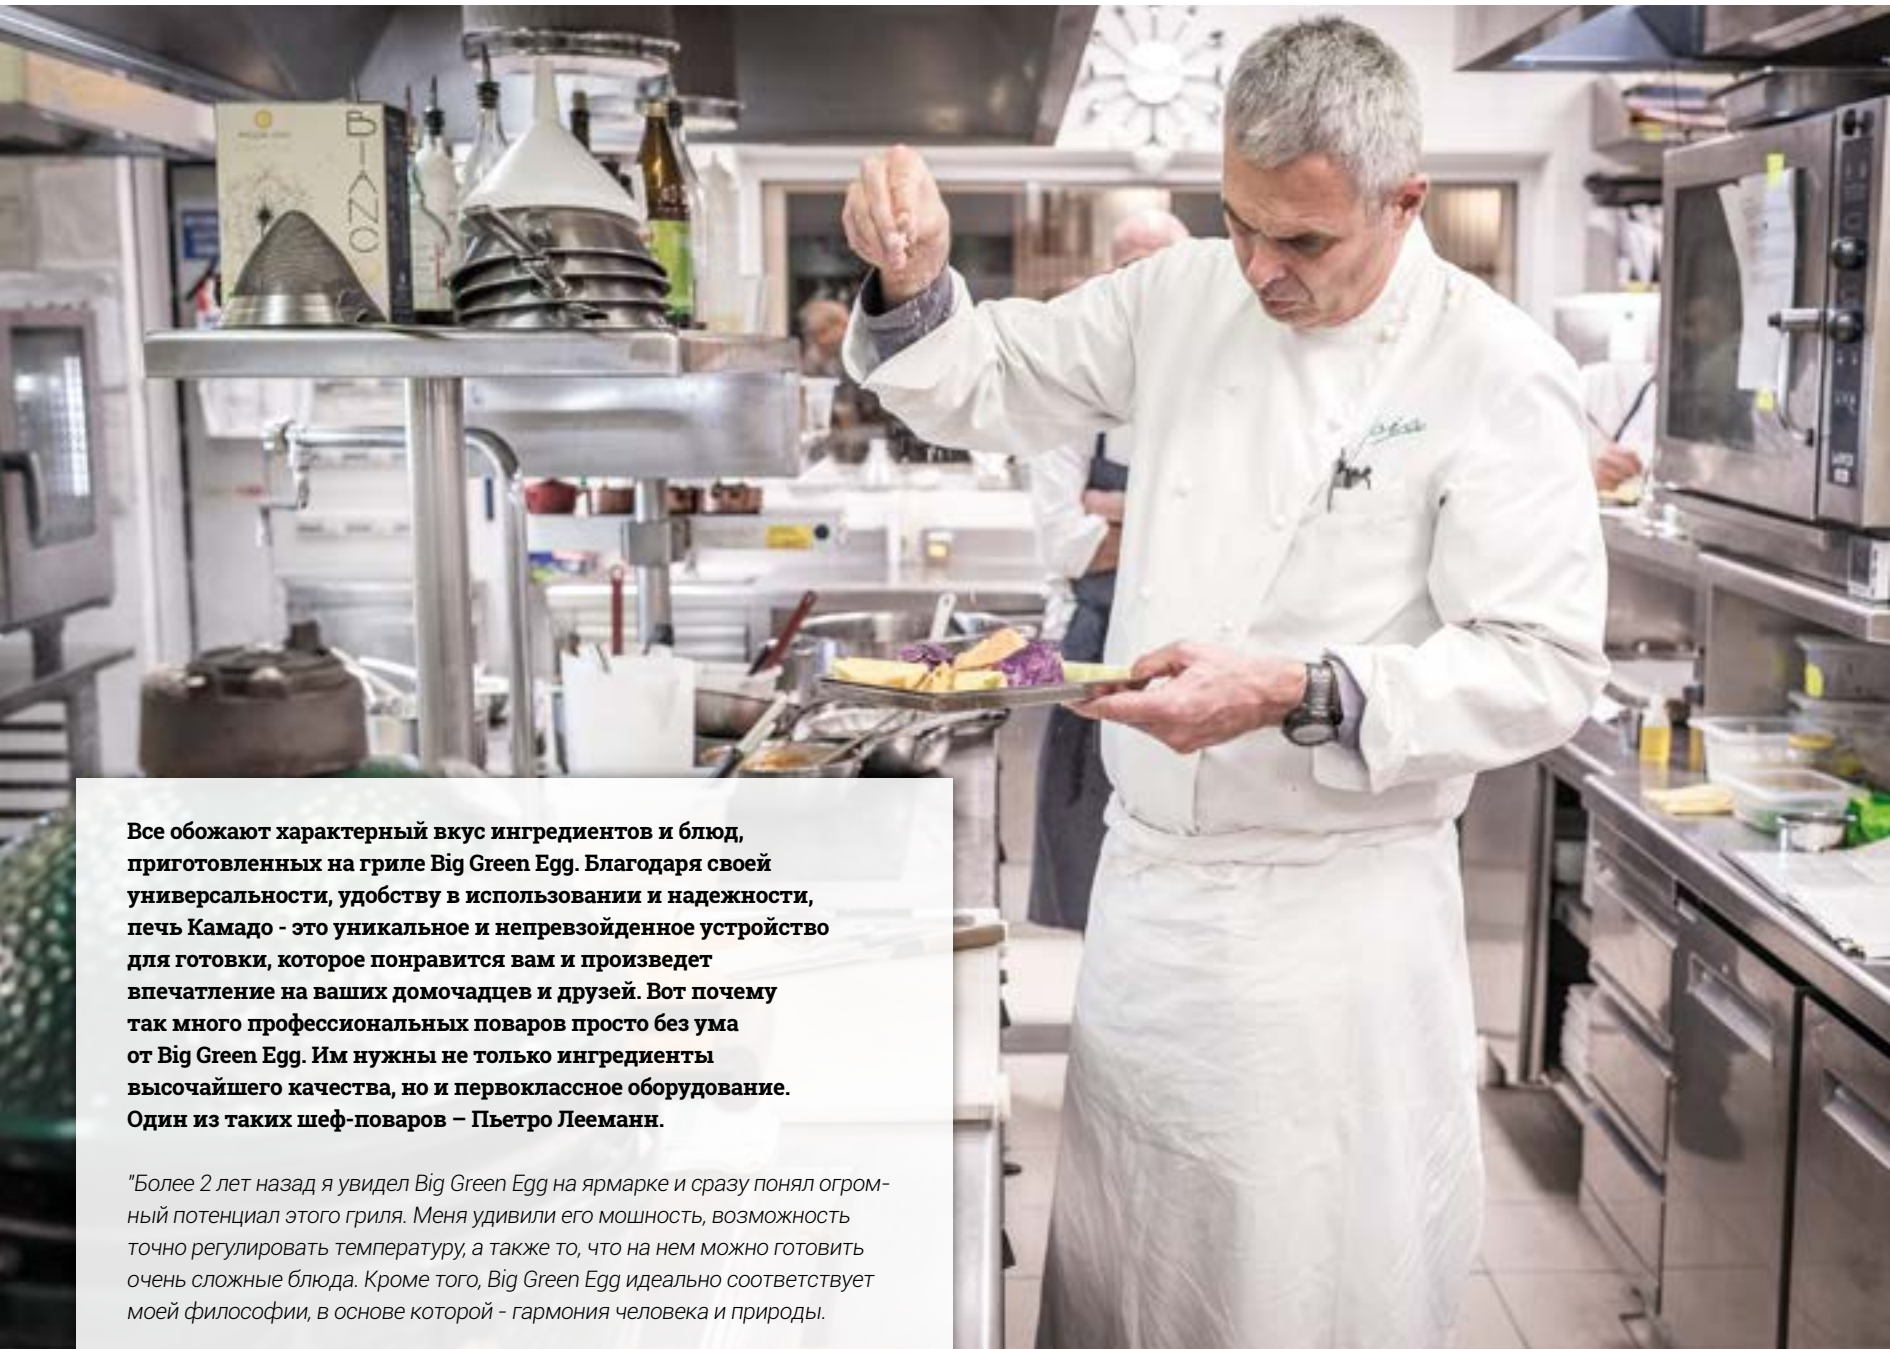 BIANCO
Joia
Все обожают характерный вкус ингредиентов и блюд,
приготовленных на гриле Big Green Egg. Благодаря своей
универсальности, удобству в использовании и надежности,
печь Камадо - это уникальное и непревзойденное устройство
для готовки, которое понравится вам и произведет
впечатление на ваших домочадцев и друзей. Вот почему
так много профессиональных поваров просто без ума
от Big Green Egg. Им нужны не только ингредиенты
высочайшего качества, но и первоклассное оборудование.
Один из таких шеф-поваров – Пьетро Лееманн.
"Более 2 лет назад я увидел Big Green Egg на ярмарке и сразу понял огром-
ный потенциал этого гриля. Меня удивили его мошность, возможность
точно регулировать температуру, а также то, что на нем можно готовить
очень сложные блюда. Кроме того, Big Green Egg идеально соответствует
моей философии, в основе которой - гармония человека и природы.